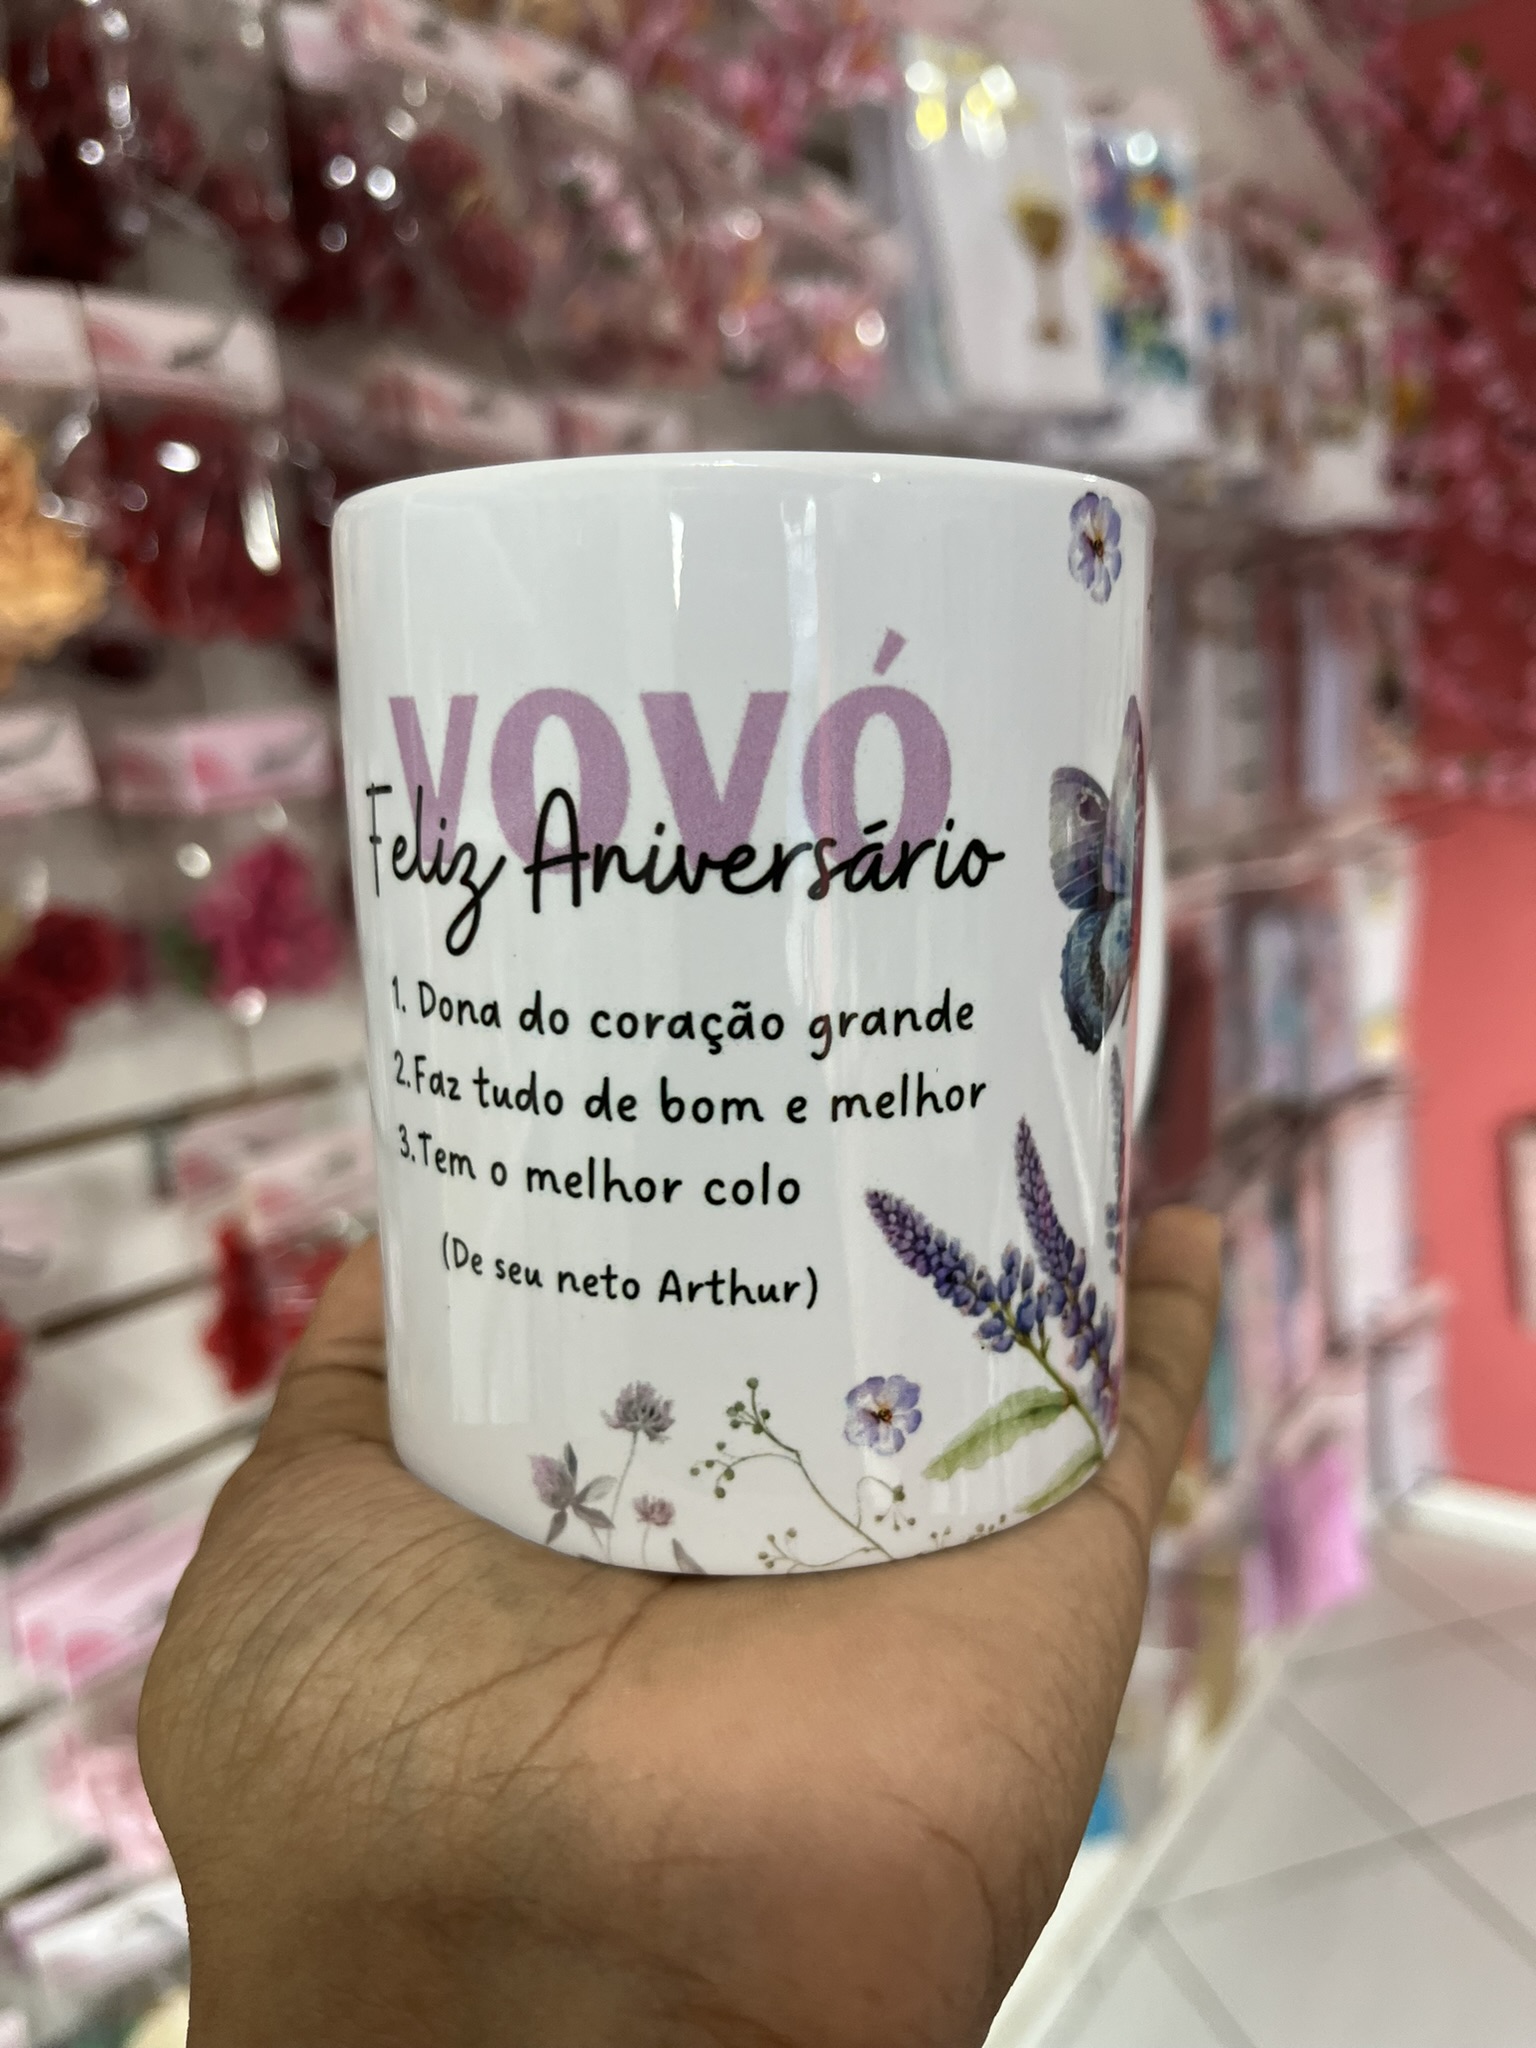 VOVÓ
Feliz Aniversário
1. Dona do coração grande
2.Faz tudo de bom e melhor
3.Tem o melhor colo
(De seu neto Arthur)